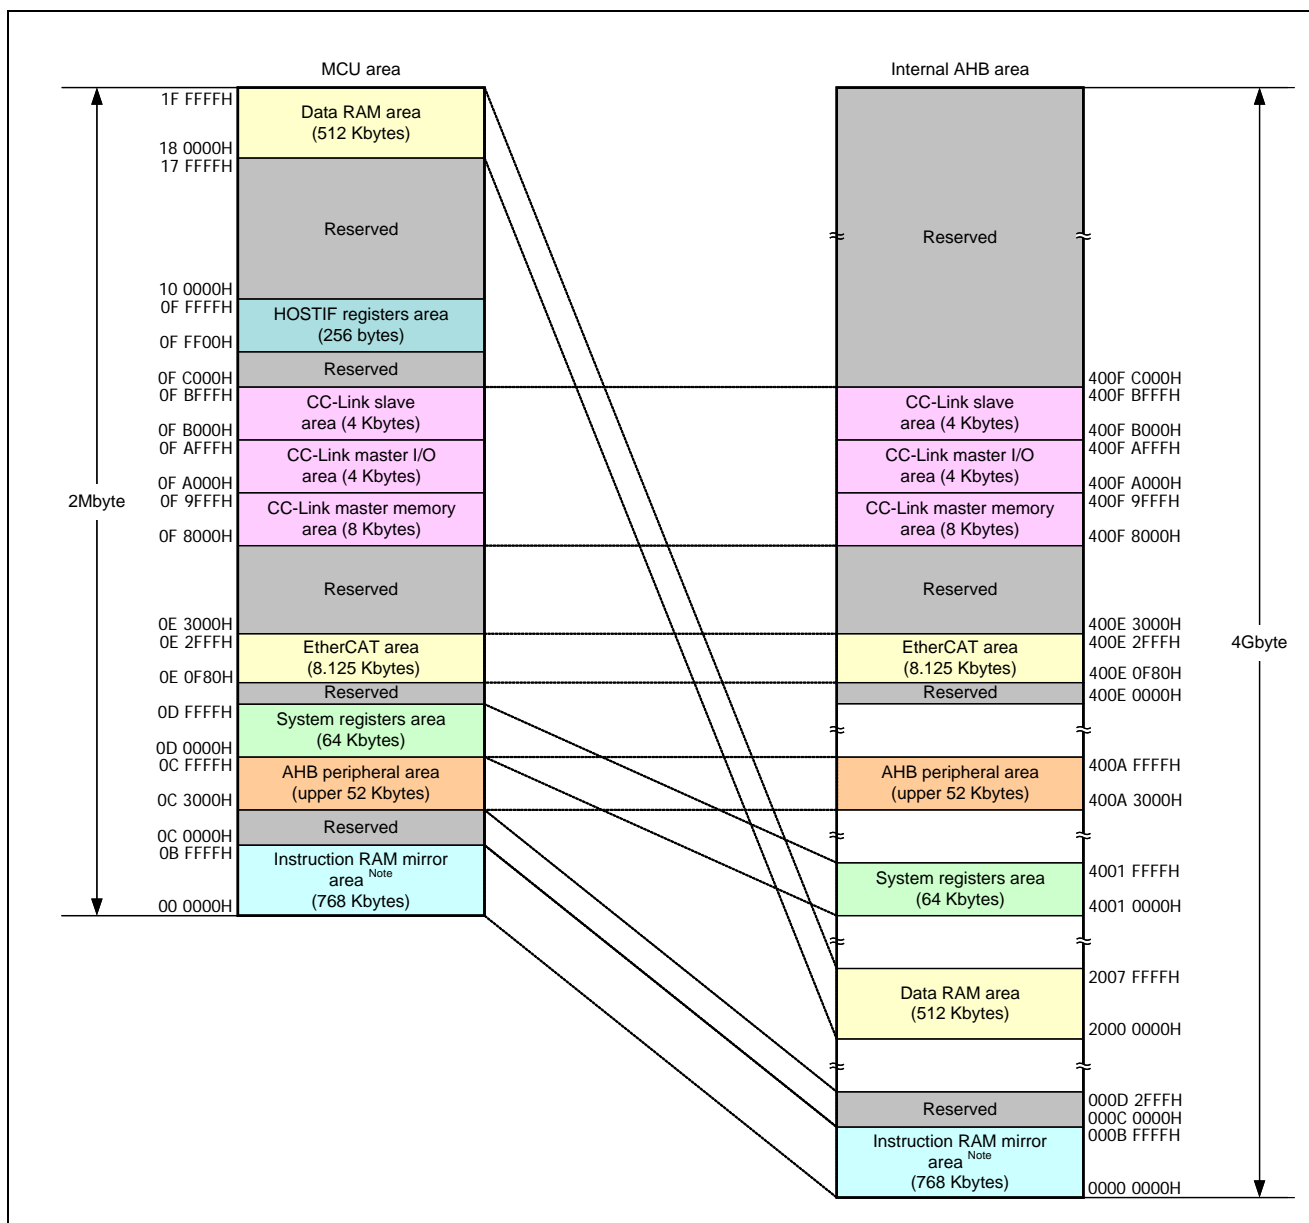 MCU area
Internal AHB area
1F FFFFH
Data RAM area
(512 Kbytes)
18 0000H
17 FFFFH
Reserved
10 0000H
0F FFFFH
HOSTIF registers area
(256 bytes)
0F FF00H
Reserved
0F C000H
0F BFFFH
CC-Link slave
area (4 Kbytes)
0F B000H
0F AFFFH
CC-Link master I/O
area (4 Kbytes)
0F A000H
0F 9FFFH
CC-Link master memory
area (8 Kbytes)
0F 8000H
2Mbyte
Reserved
0E 3000H
0E 2FFFH
EtherCAT area
(8.125 Kbytes)
0E 0F80H
Reserved
0D FFFFH
System registers area
(64 Kbytes)
0D 0000H
0C FFFFH
AHB peripheral area
(upper 52 Kbytes)
0C 3000H
Reserved
0C 0000H
0B FFFFH
Instruction RAM mirror
area Note
(768 Kbytes)
00 0000H
Reserved
400F C000H
400F BFFFH
CC-Link slave
area (4 Kbytes)
400F B000H
400F AFFFH
CC-Link master I/O
area (4 Kbytes)
400F A000H
400F 9FFFH
CC-Link master memory
area (8 Kbytes)
400F 8000H
Reserved
400E 3000H
400E 2FFFH
EtherCAT area
(8.125 Kbytes)
4Gbyte
400E 0F80H
Reserved
400E 0000H
400A FFFFH
AHB peripheral area
(upper 52 Kbytes)
400A 3000H
4001 FFFFH
System registers area
(64 Kbytes)
4001 0000H
2007 FFFFH
Data RAM area
(512 Kbytes)
2000 0000H
000D 2FFFH
Reserved
000C 0000H
000B FFFFH
Instruction RAM mirror
area Note
(768 Kbytes)
0000 0000H